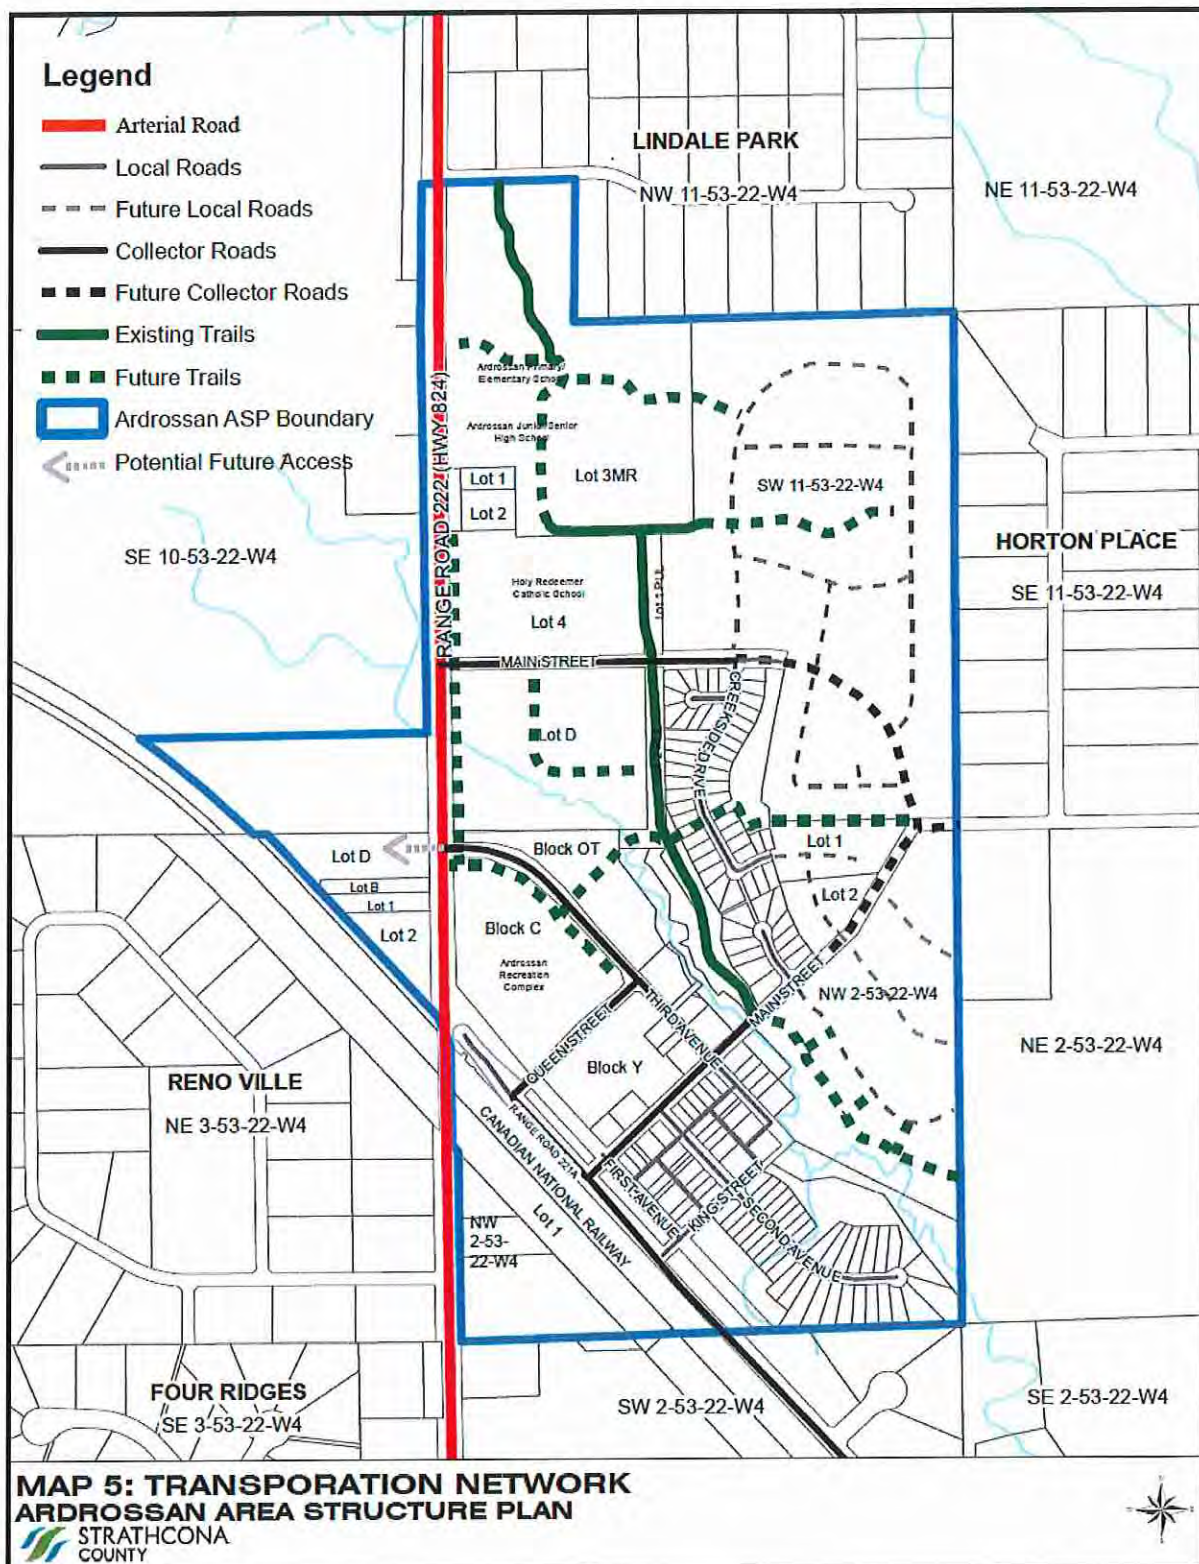 Legend
Arterial Road
Local Roads
Future Local Roads
Collector Roads
Future Collector Roads
Existing Trails
Future Trails
Ardrossan ASP Boundary
Potential Future Access
LINDALE PARK
NW 11-53-22-W4
NE 11-53-22-W4
RANGE ROAD 222 (HWY 824)
Ardrossan Primary/
Elementary School
Ardrossan Junior Senior
High School
Lot 3MR
Lot 1
Lot 2
SW 11-53-22-W4
SE 10-53-22-W4
HORTON PLACE
SE 11-53-22-W4
Holy Redeemer
Catholic School
Lot 4
MAIN STREET
CREEKSIDE DRIVE
Lot D
Lot D
Block OT
Lot 1
Lot B
Lot 1
Lot 2
Lot 2
Block C
Ardrossan
Recreation
Complex
THIRD AVENUE
MAIN STREET
NW 2-53-22-W4
QUEEN STREET
Block Y
NE 2-53-22-W4
RENO VILLE
NE 3-53-22-W4
RANGE ROAD 221A
CANADIAN NATIONAL RAILWAY
Lot 1
FIRST AVENUE
KING STREET
SECOND AVENUE
NW
2-53-
22-W4
FOUR RIDGES
SE 3-53-22-W4
SW 2-53-22-W4
SE 2-53-22-W4
MAP 5: TRANSPORATION NETWORK
ARDROSSAN AREA STRUCTURE PLAN
STRATHCONA
COUNTY